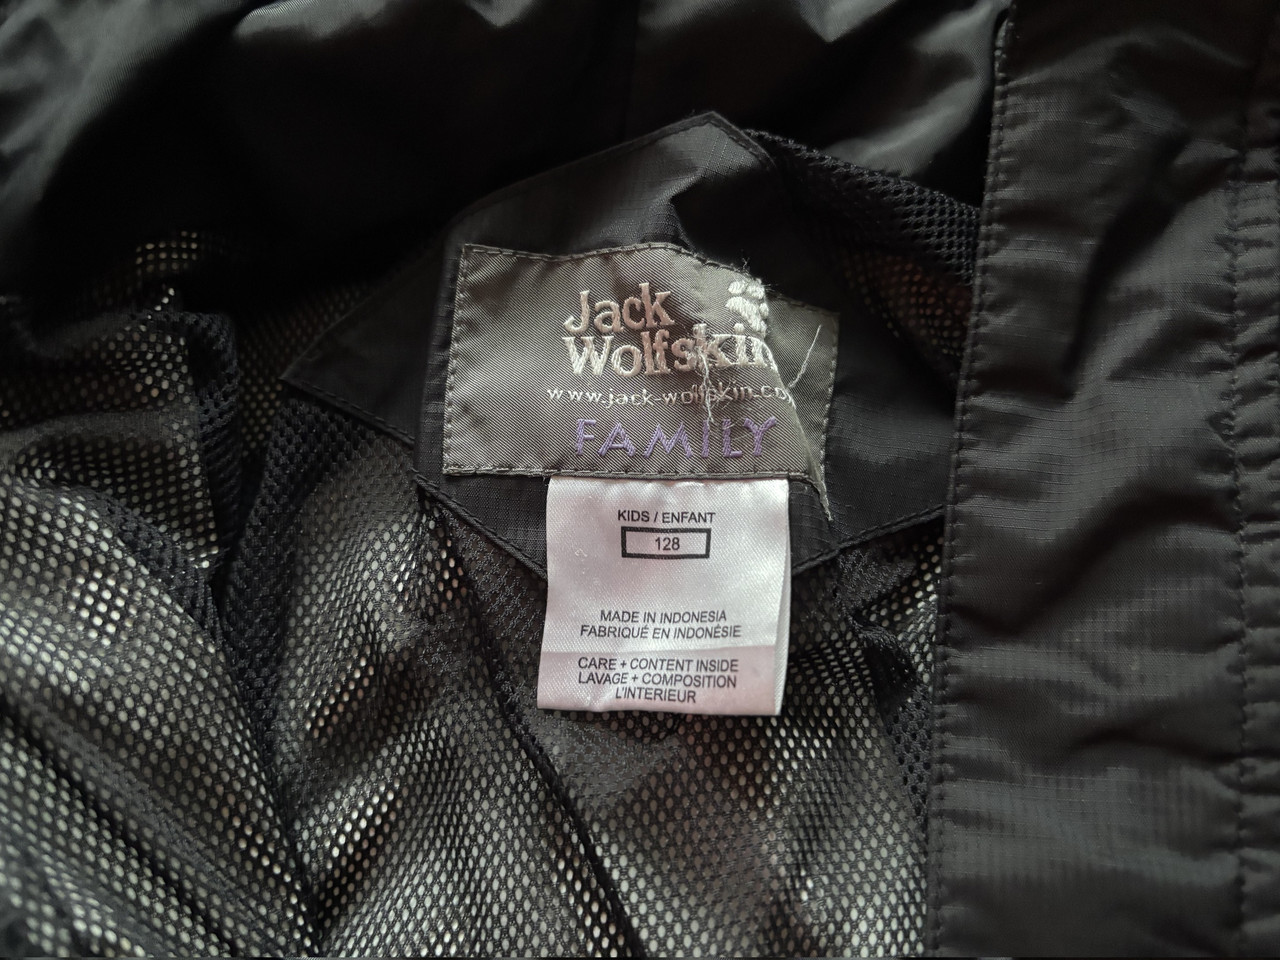 Jack
Wolfskin
www.jack-wolfskin.co
FAMILY
KIDS / ENFANT
128
MADE IN INDONESIA
FABRIQUÉ EN INDONÉSIE
CARE + CONTENT INSIDE
LAVAGE + COMPOSITION
L'INTERIEUR